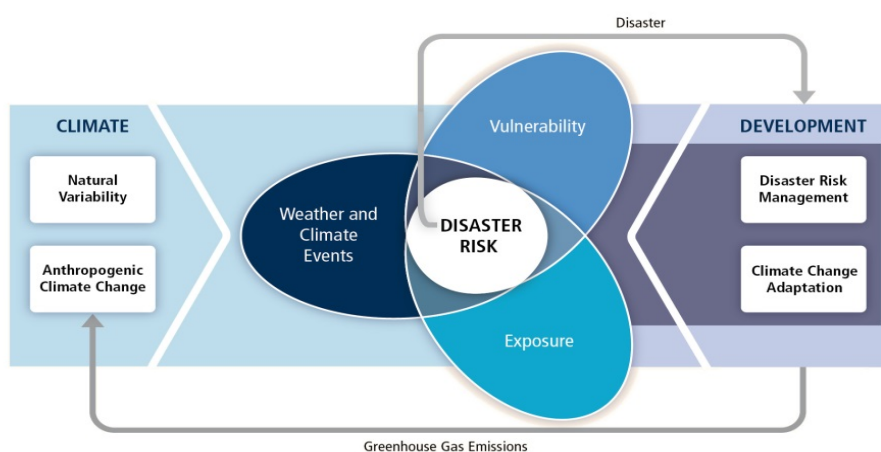 Disaster
CLIMATE
Natural
Variability
Anthropogenic
Climate Change
Weather and
Climate
Events
Vulnerability
DISASTER
RISK
Exposure
DEVELOPMENT
Disaster Risk
Management
Climate Change
Adaptation
Greenhouse Gas Emissions